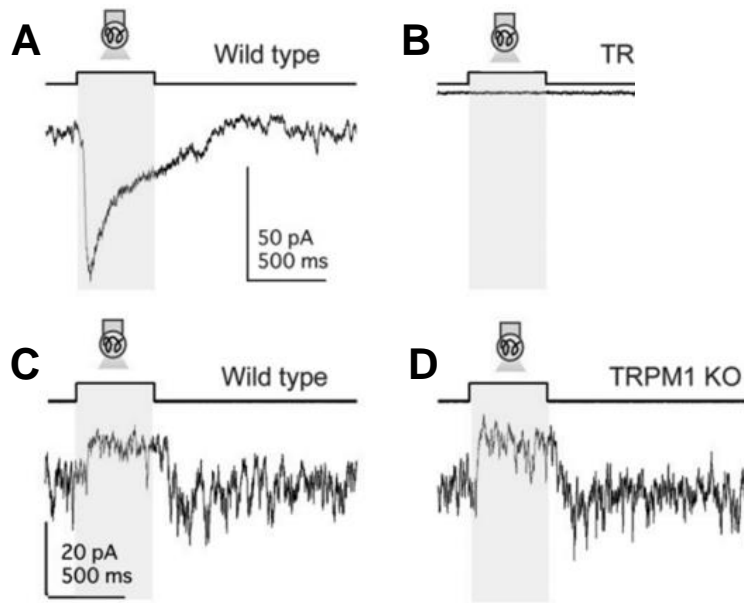 A
Wild type
50 pA
500 ms
B
TR
C
Wild type
20 pA
500 ms
D
TRPM1 KO